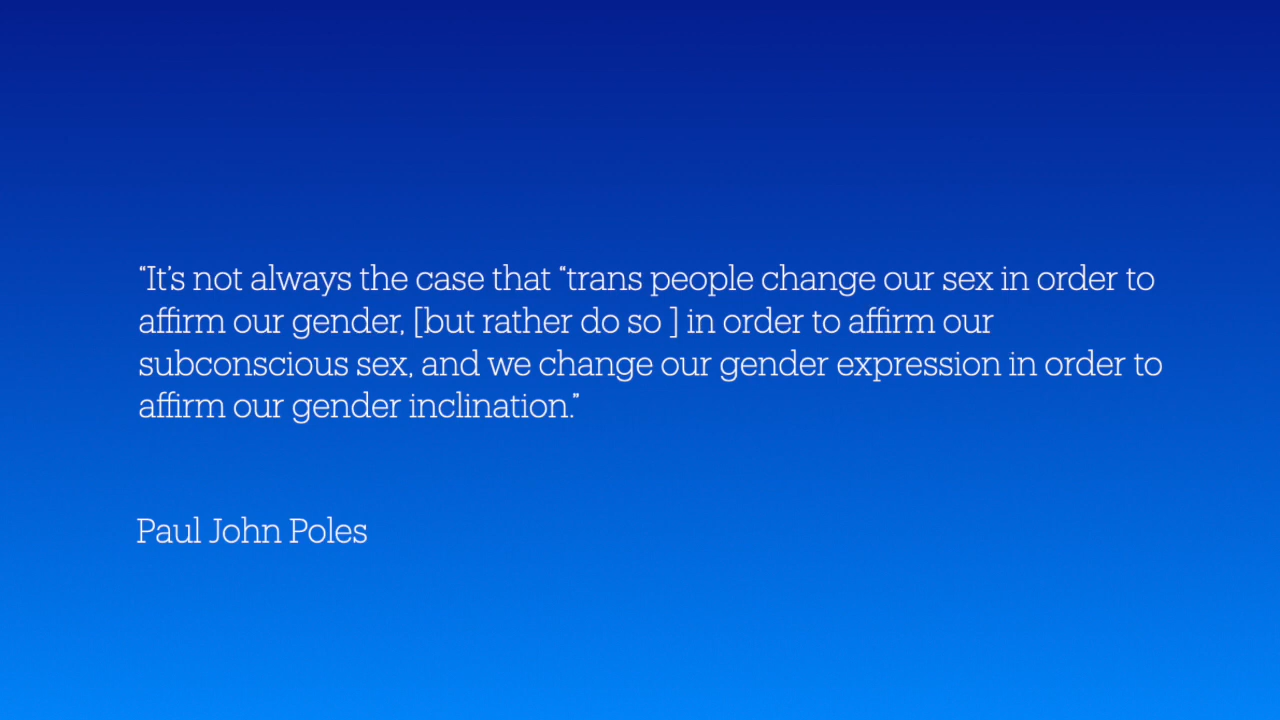 “It’s not always the case that “trans people change our sex in order to
affirm our gender, [but rather do so ] in order to affirm our
subconscious sex, and we change our gender expression in order to
affirm our gender inclination.”
Paul John Poles